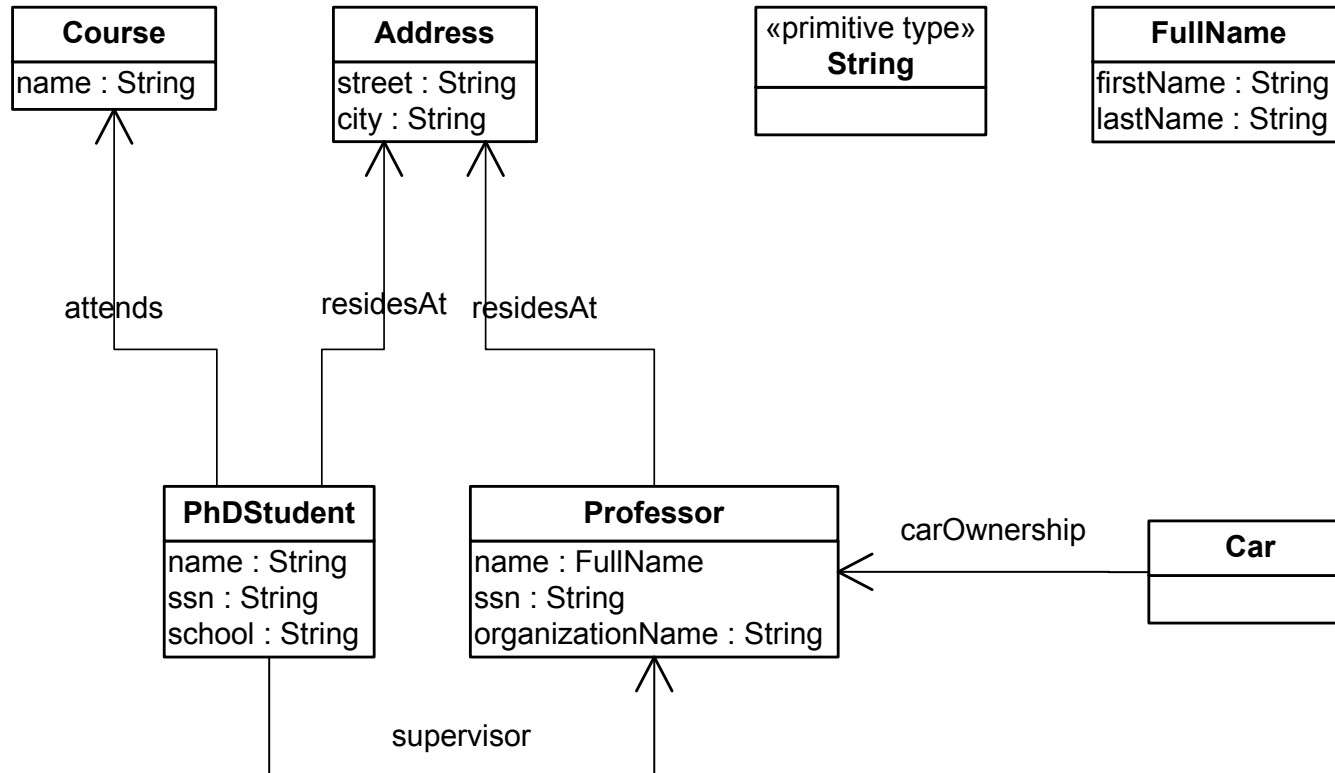 Course
name : String
Address
street : String
city : String
«primitive type»
String
FullName
firstName : String
lastName : String
attends
residesAt
residesAt
PhDStudent
name : String
ssn : String
school : String
Professor
name : FullName
ssn : String
organizationName : String
carOwnership
Car
supervisor